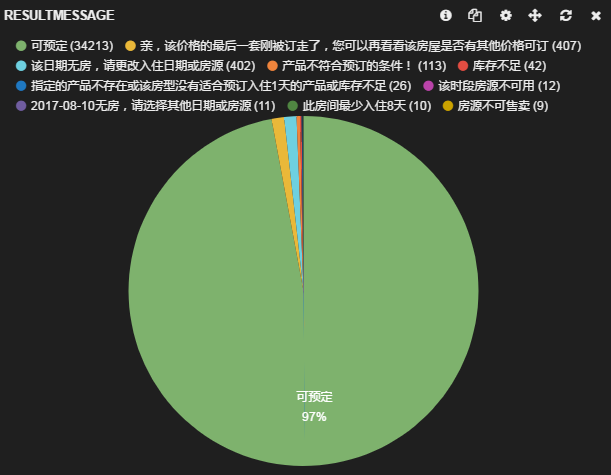 RESULTMESSAGE
可预定 (34213) 亲，该价格的最后一套刚被订走了，您可以再看看该房屋是否有其他价格可订 (407)
该日期无房，请更改入住日期或房源 (402) 产品不符合预订的条件！ (113) 库存不足 (42)
指定的产品不存在或该房型没有适合预订入住1天的产品或库存不足 (26) 该时段房源不可用 (12)
2017-08-10无房，请选择其他日期或房源 (11) 此房间最少入住8天 (10) 房源不可售卖 (9)
可预定
97%